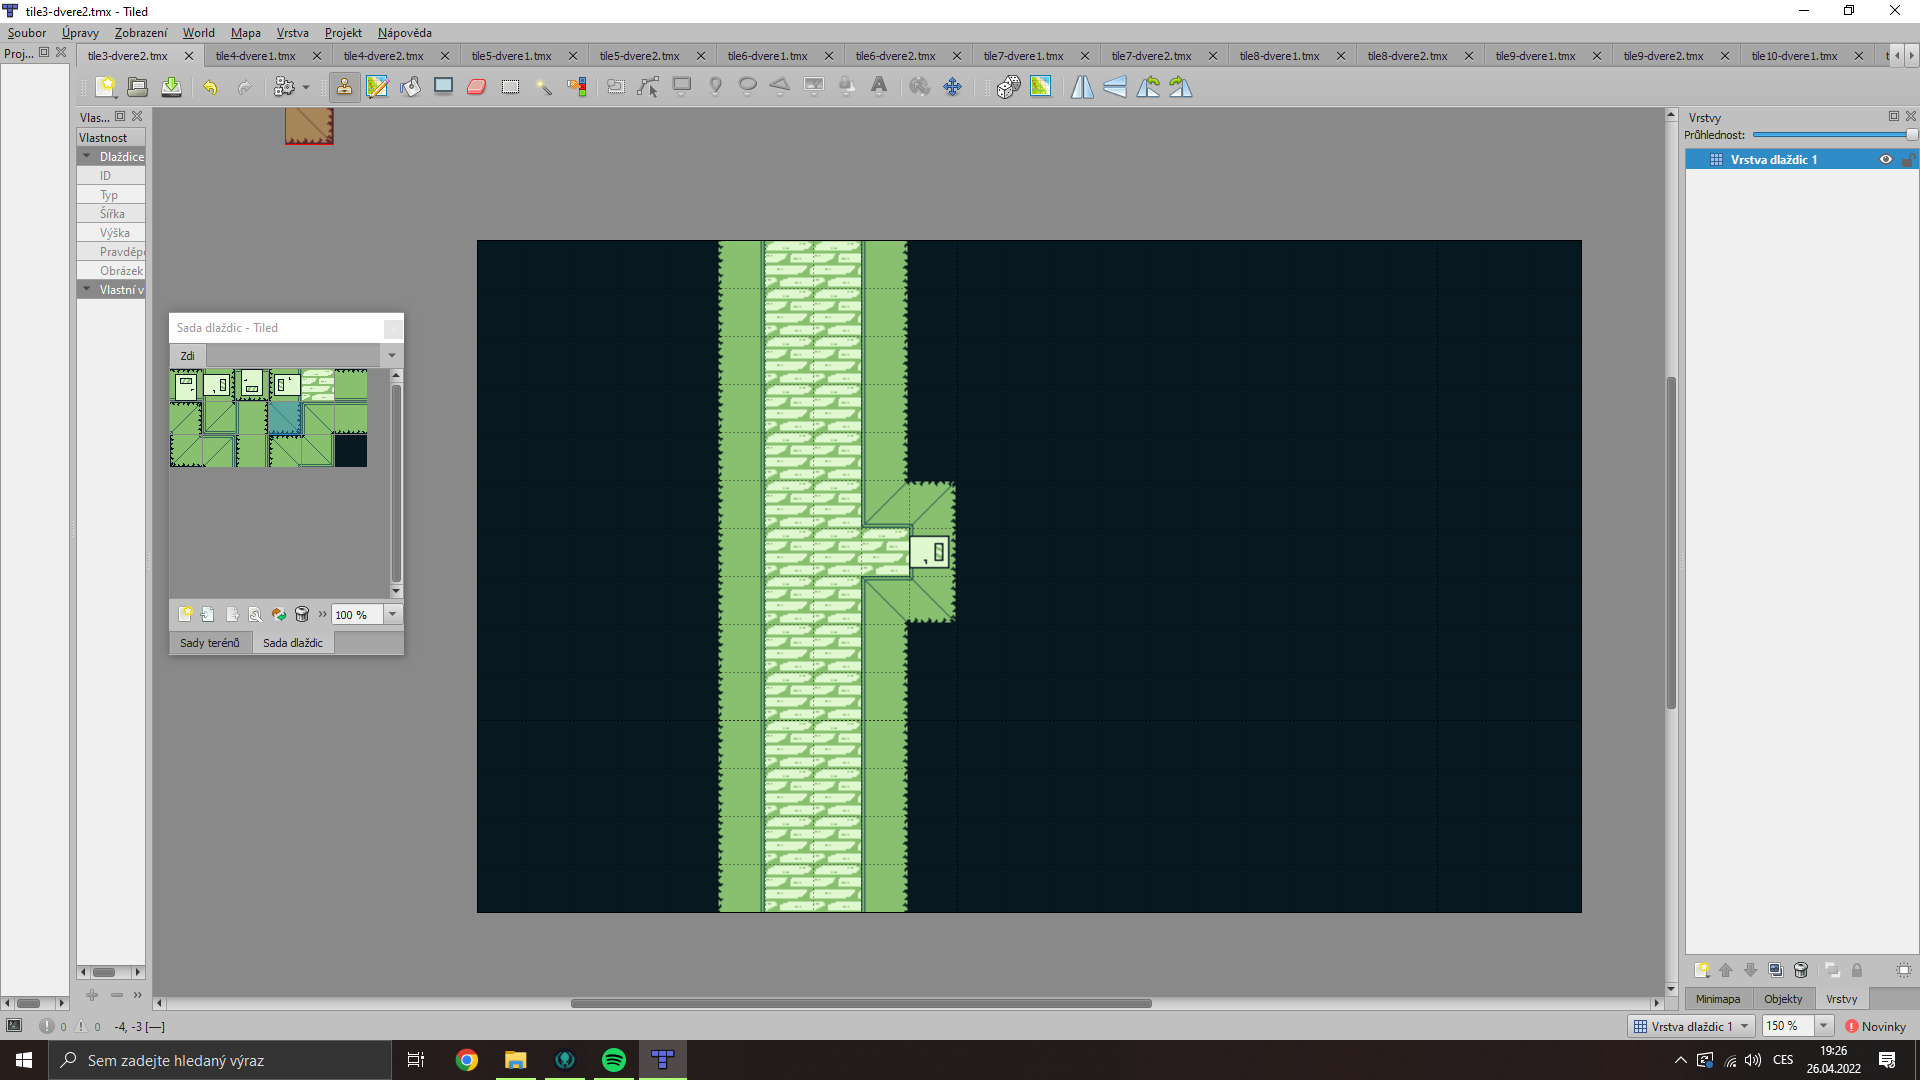 tile3-dvere2.tmx - Tiled
Soubor Úpravy Zobrazení World Mapa Vrstva Projekt Nápověda
Proj... tile3-dvere2.tmx tile4-dvere1.tmx tile4-dvere2.tmx tile5-dvere1.tmx tile5-dvere2.tmx tile6-dvere1.tmx tile6-dvere2.tmx tile7-dvere1.tmx tile7-dvere2.tmx tile8-dvere1.tmx tile8-dvere2.tmx tile9-dvere1.tmx tile9-dvere2.tmx tile10-dvere1.tmx
Vlas... Vrstvy
Vlastnost
Průhlednost:
Dlaždice
Vrstva dlaždic 1
ID
Typ
Šířka
Výška
Pravděpo
Obrázek
Vlastní v
Sada dlaždic - Tiled
Zdi
100 %
Sady terénů Sada dlaždic
Minimapa Objekty Vrstvy
0 0 -4, -3 [—] Vrstva dlaždic 1 150 % Novinky
Sem zadejte hledaný výraz
CES
19:26
26.04.2022